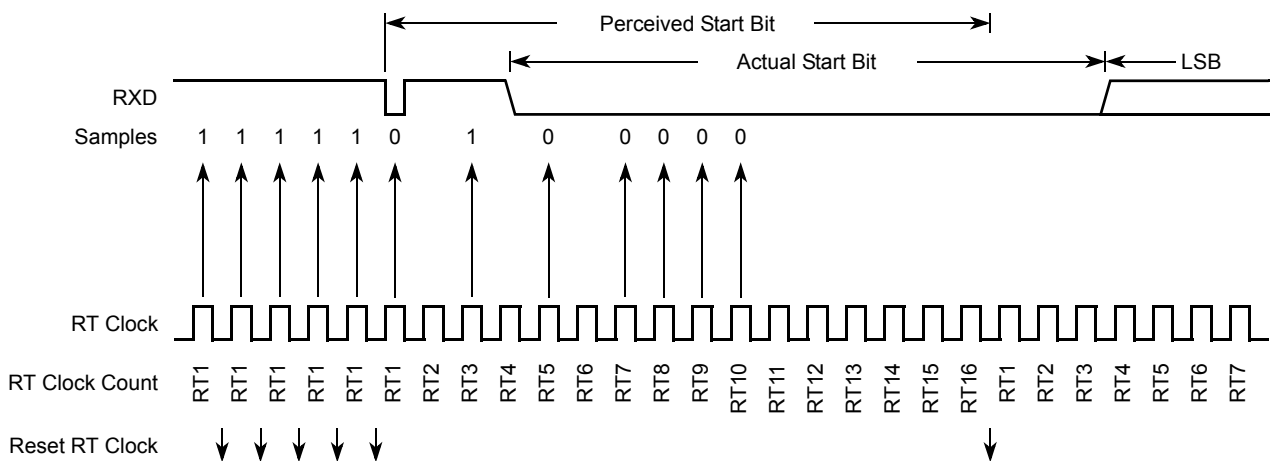 Perceived Start Bit
Actual Start Bit
LSB
RXD
Samples 1 1 1 1 1 0 1 0 0 0 0 0
RT Clock
RT Clock Count RT1 RT1 RT1 RT1 RT1 RT1 RT2 RT3 RT4 RT5 RT6 RT7 RT8 RT9 RT10 RT11 RT12 RT13 RT14 RT15 RT16 RT1 RT2 RT3 RT4 RT5 RT6 RT7
Reset RT Clock